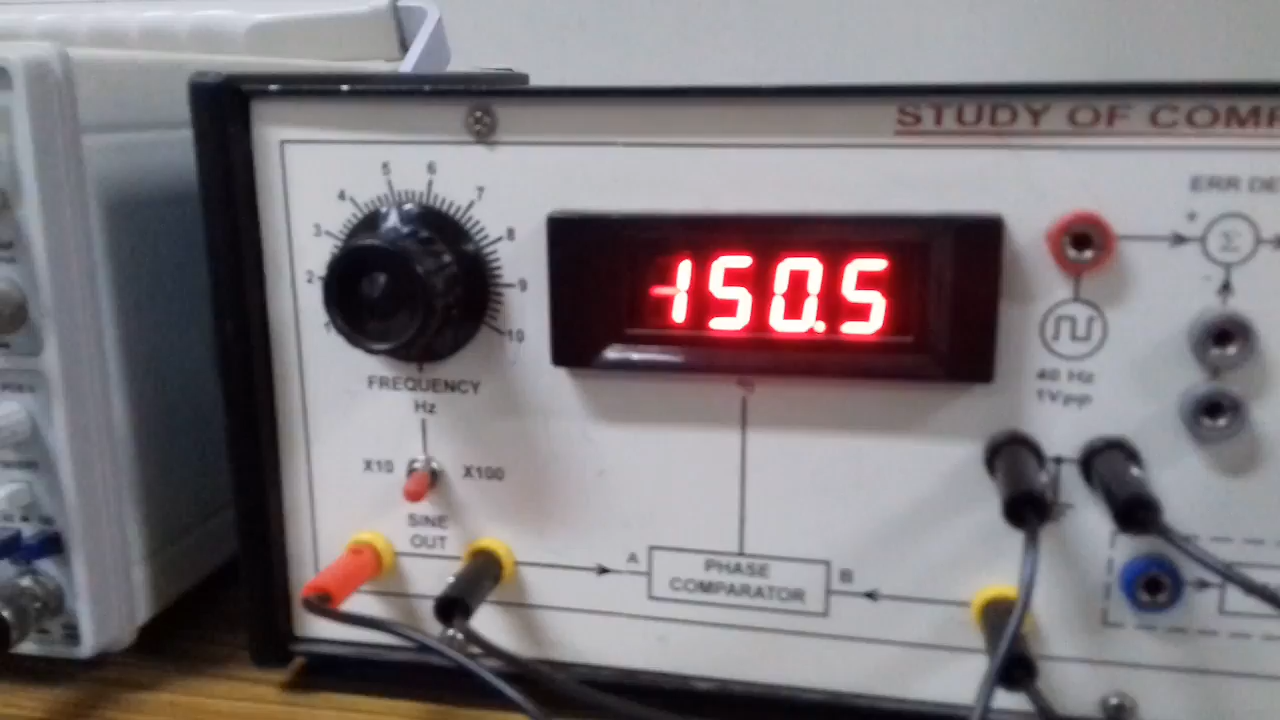 STUDY OF COMP
ERR DE
5 6
4 7
3 8
2 9
1 10
-150.5
+
Σ
-
FREQUENCY
Hz
40 Hz
1Vpp
X10 X100
SINE
OUT
A
PHASE
COMPARATOR
B